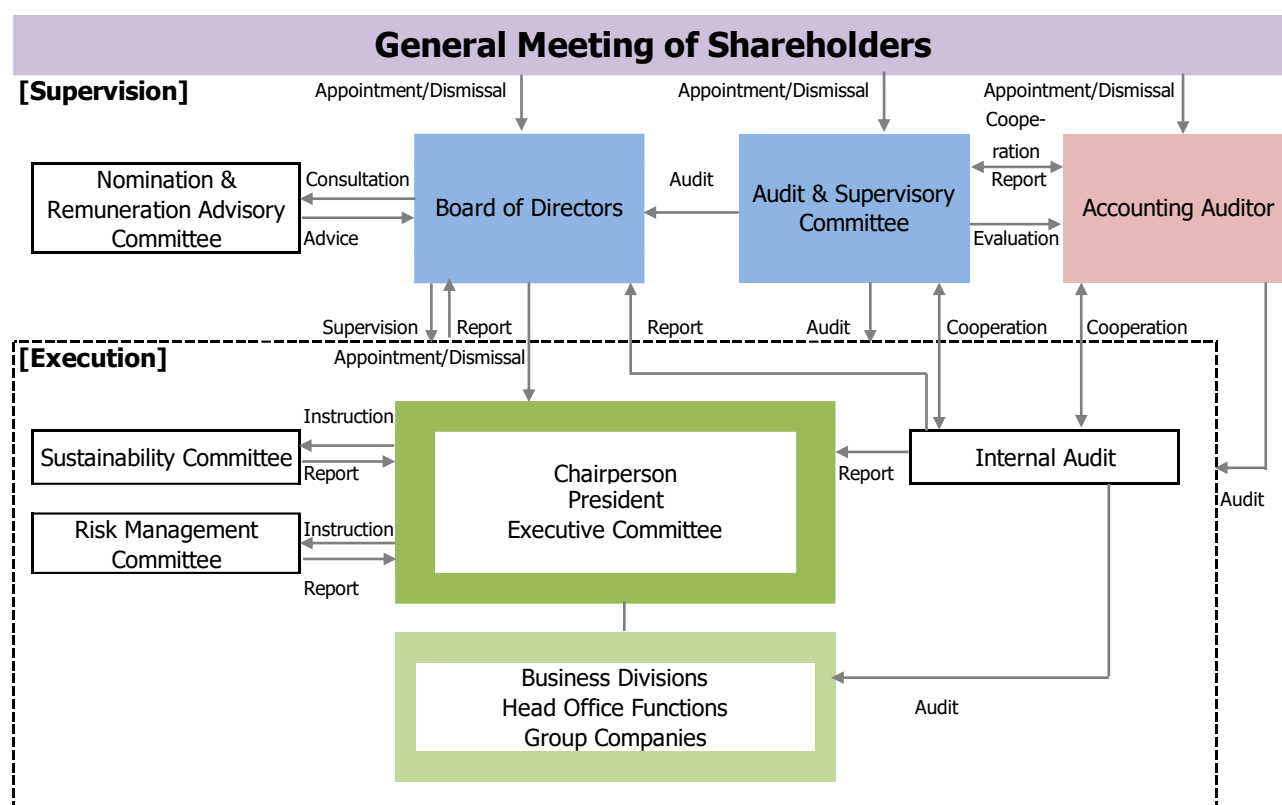 General Meeting of Shareholders
[Supervision]
Appointment/Dismissal
Appointment/Dismissal
Appointment/Dismissal
Nomination &
Remuneration Advisory
Committee
Consultation
Advice
Board of Directors
Audit
Audit & Supervisory
Committee
Coope-
ration
Report
Evaluation
Accounting Auditor
Supervision
Report
Report
Audit
Cooperation
Cooperation
[Execution]
Appointment/Dismissal
Sustainability Committee
Instruction
Report
Risk Management
Committee
Instruction
Report
Chairperson
President
Executive Committee
Report
Internal Audit
Audit
Business Divisions
Head Office Functions
Group Companies
Audit